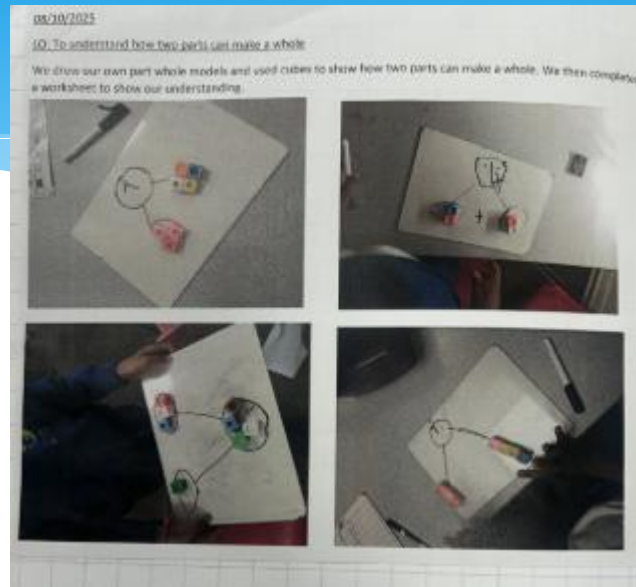 08/10/2025
LO: To understand how two parts can make a whole
We drew our own part whole models and used cubes to show how two parts can make a whole. We then completed
a worksheet to show our understanding.
7
+